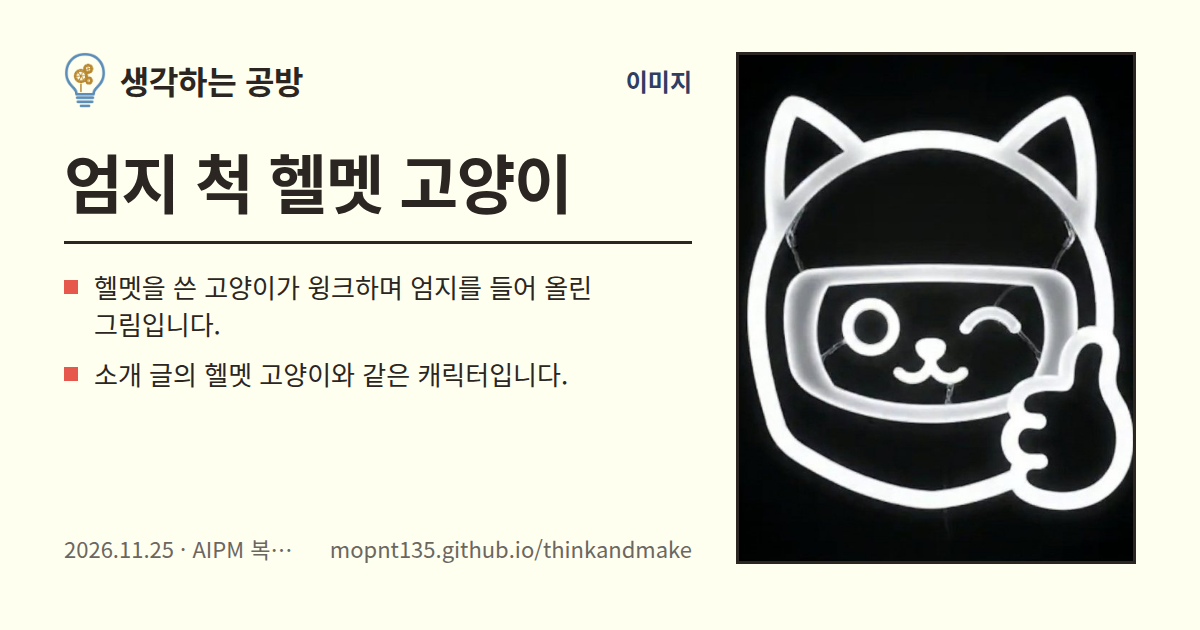 생각하는 공방
이미지
엄지 척 헬멧 고양이
헬멧을 쓴 고양이가 윙크하며 엄지를 들어 올린
그림입니다.
소개 글의 헬멧 고양이와 같은 캐릭터입니다.
2026.11.25 · AIPM 복…
mopnt135.github.io/thinkandmake